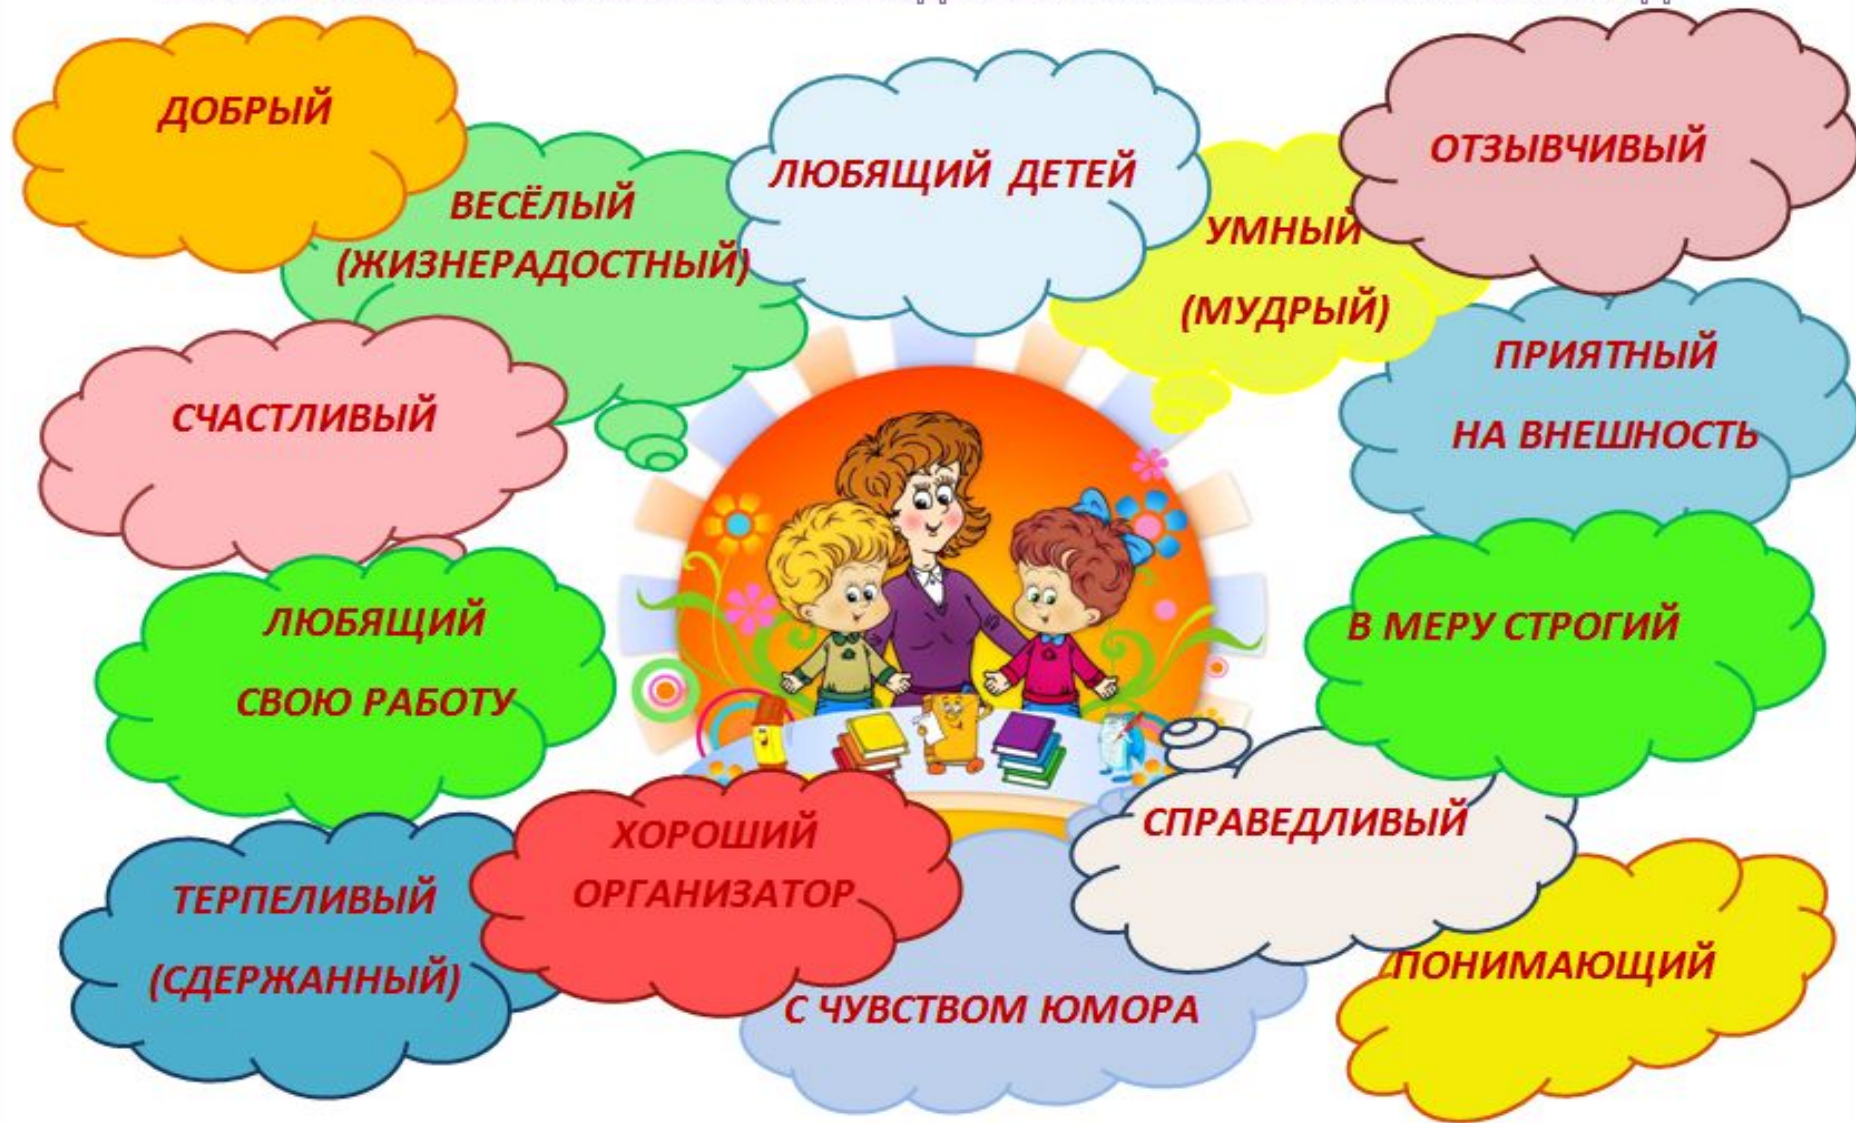 ДОБРЫЙ
ВЕСЁЛЫЙ
(ЖИЗНЕРАДОСТНЫЙ)
ЛЮБЯЩИЙ ДЕТЕЙ
УМНЫЙ
(МУДРЫЙ)
ОТЗЫВЧИВЫЙ
СЧАСТЛИВЫЙ
ПРИЯТНЫЙ
НА ВНЕШНОСТЬ
ЛЮБЯЩИЙ
СВОЮ РАБОТУ
В МЕРУ СТРОГИЙ
ТЕРПЕЛИВЫЙ
(СДЕРЖАННЫЙ)
ХОРОШИЙ
ОРГАНИЗАТОР
СПРАВЕДЛИВЫЙ
С ЧУВСТВОМ ЮМОРА
ПОНИМАЮЩИЙ